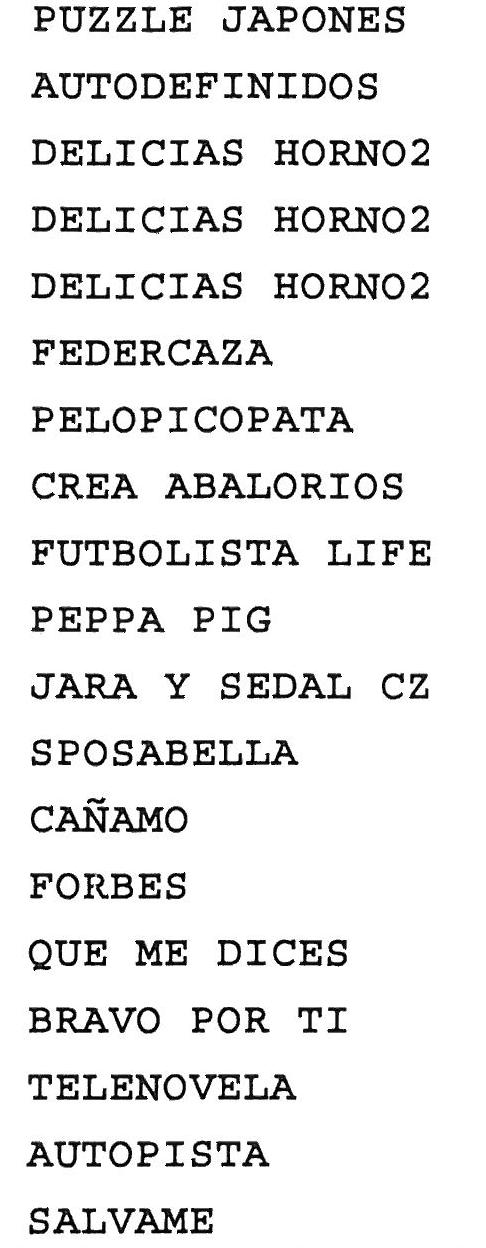 PUZZLE JAPONES
AUTODEFINIDOS
DELICIAS HORNO2
DELICIAS HORNO2
DELICIAS HORNO2
FEDERCAZA
PELOPICOPATA
CREA ABALORIOS
FUTBOLISTA LIFE
PEPPA PIG
JARA Y SEDAL CZ
SPOSABELLA
CAÑAMO
FORBES
QUE ME DICES
BRAVO POR TI
TELENOVELA
AUTOPISTA
SALVAME